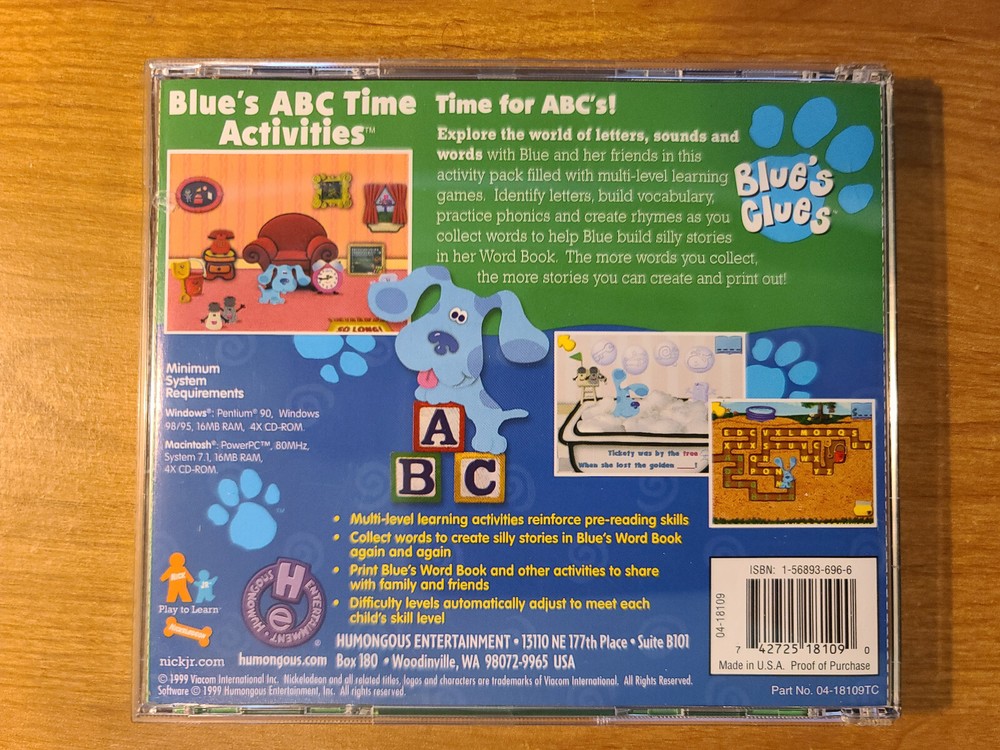 Blue's ABC Time
Activities™
Time for ABC's!
Explore the world of letters, sounds and
words with Blue and her friends in this
activity pack filled with multi-level learning
games. Identify letters, build vocabulary,
practice phonics and create rhymes as you
collect words to help Blue build silly stories
in her Word Book. The more words you collect,
the more stories you can create and print out!
Blue's
Clues™
SO LONG!
Minimum
System
Requirements
Windows®: Pentium® 90, Windows
98/95, 16MB RAM, 4X CD-ROM.
Macintosh®: PowerPC™, 80MHz,
System 7.1, 16MB RAM,
4X CD-ROM.
A
B C
Tickety was by the tree
When she lost the golden ____!
• Multi-level learning activities reinforce pre-reading skills
• Collect words to create silly stories in Blue's Word Book
again and again
• Print Blue's Word Book and other activities to share
with family and friends
• Difficulty levels automatically adjust to meet each
child's skill level
NICK JR.
Play to Learn™
NICKELODEON
HUMONGOUS ENTERTAINMENT
He
®
nickjr.com
humongous.com
HUMONGOUS ENTERTAINMENT • 13110 NE 177th Place • Suite B101
Box 180 • Woodinville, WA 98072-9965 USA
© 1999 Viacom International Inc. Nickelodeon and all related titles, logos and characters are trademarks of Viacom International. All Rights Reserved.
Software © 1999 Humongous Entertainment, Inc. All rights reserved.
ISBN: 1-56893-696-6
04-18109
7 42725 18109 0
Made in U.S.A. Proof of Purchase
Part No. 04-18109TC